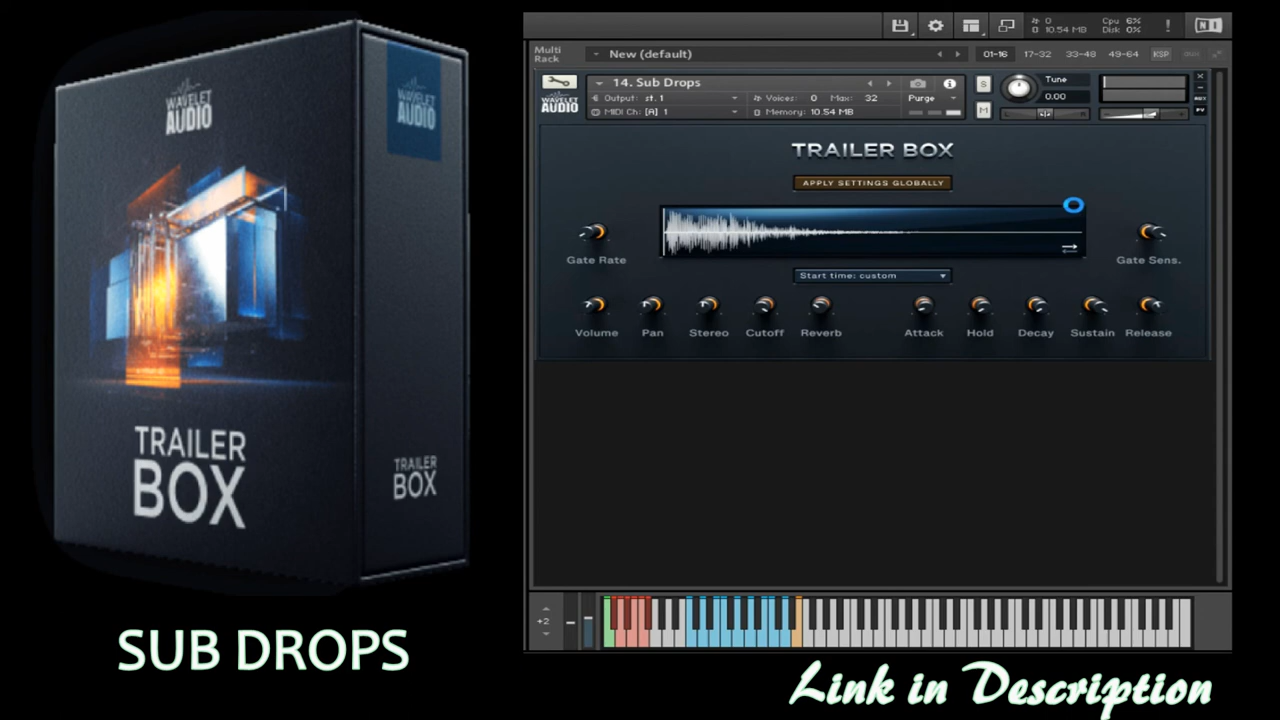 WAVELET
AUDIO
WAVELET
AUDIO
TRAILER
BOX
TRAILER
BOX
SUB DROPS
Multi
Rack
New (default)
0
10.54 MB
Cpu 6%
Disk 0%
!
01-16 17-32 33-48 49-64 KSP
WAVELET
AUDIO
14. Sub Drops
Output: st. 1
Voices: 0 Max: 32
Purge
MIDI Ch: [A] 1
Memory: 10.54 MB
S
M
Tune
0.00
AUX
PV
TRAILER BOX
APPLY SETTINGS GLOBALLY
Gate Rate
Gate Sens.
Start time: custom
Volume Pan Stereo Cutoff Reverb Attack Hold Decay Sustain Release
+2
Link in Description